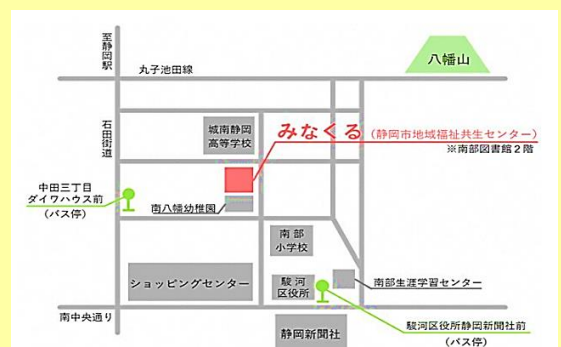 至静岡駅
丸子池田線
八幡山
石田街道
城南静岡
高等学校
みなくる（静岡市地域福祉共生センター）
※南部図書館２階
中田三丁目
ダイワハウス前
（バス停）
南八幡幼稚園
南部
小学校
ショッピングセンター
駿河
区役所
南部生涯学習センター
南中央通り
静岡新聞社
駿河区役所静岡新聞社前
（バス停）